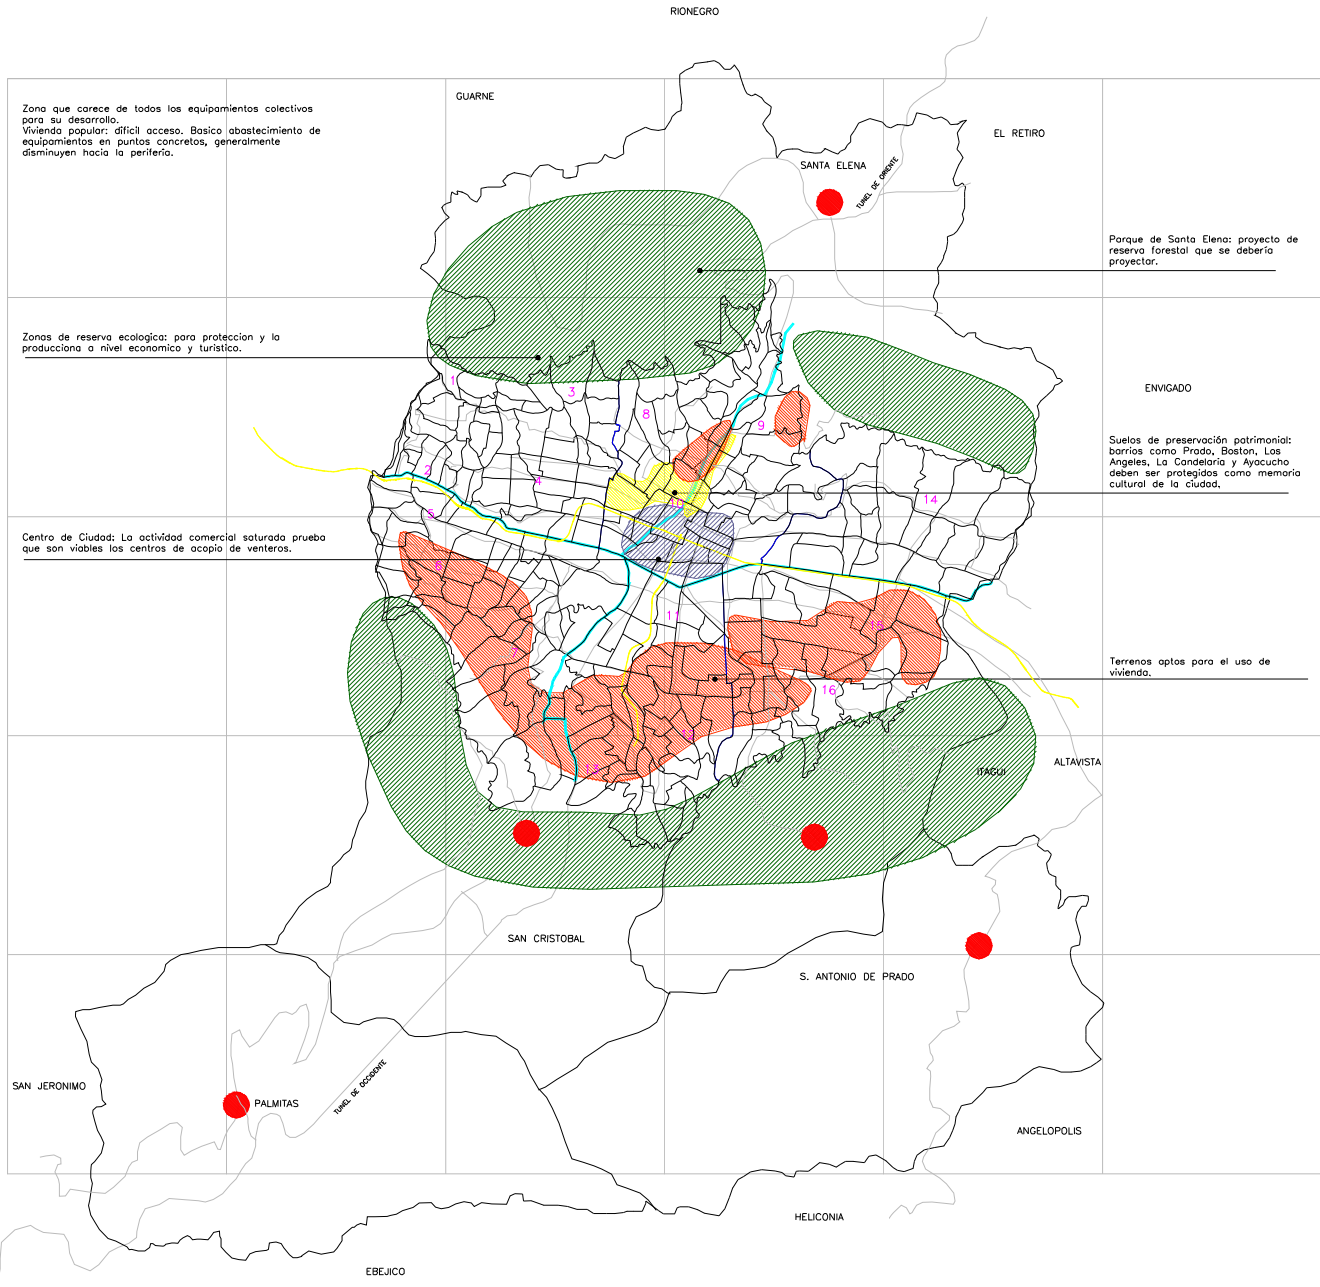 RIONEGRO
GUARNE
Zona que carece de todos los equipamientos colectivos
para su desarrollo.
Vivienda popular: dificil acceso. Basico abastecimiento de
equipamientos en puntos concretos, generalmente
disminuyen hacia la periferia.
EL RETIRO
SANTA ELENA
TUNEL DE ORIENTE
Parque de Santa Elena: proyecto de
reserva forestal que se debería
proyectar.
Zonas de reserva ecologica: para proteccion y la
producciona a nivel economico y turistico.
1
3
ENVIGADO
8
9
Suelos de preservación patrimonial:
barrios como Prado, Boston, Los
Angeles, La Candelaria y Ayacucho
deben ser protegidos como memoria
cultural de la ciudad.
2
4
14
10
5
Centro de Ciudad: La actividad comercial saturada prueba
que son viables los centros de acopio de venteros.
6
11
15
7
Terrenos aptos para el uso de
vivienda.
16
12
ALTAVISTA
13
ITAGUI
SAN CRISTOBAL
S. ANTONIO DE PRADO
TUNEL DE OCCIDENTE
SAN JERONIMO
PALMITAS
ANGELOPOLIS
HELICONIA
EBEJICO